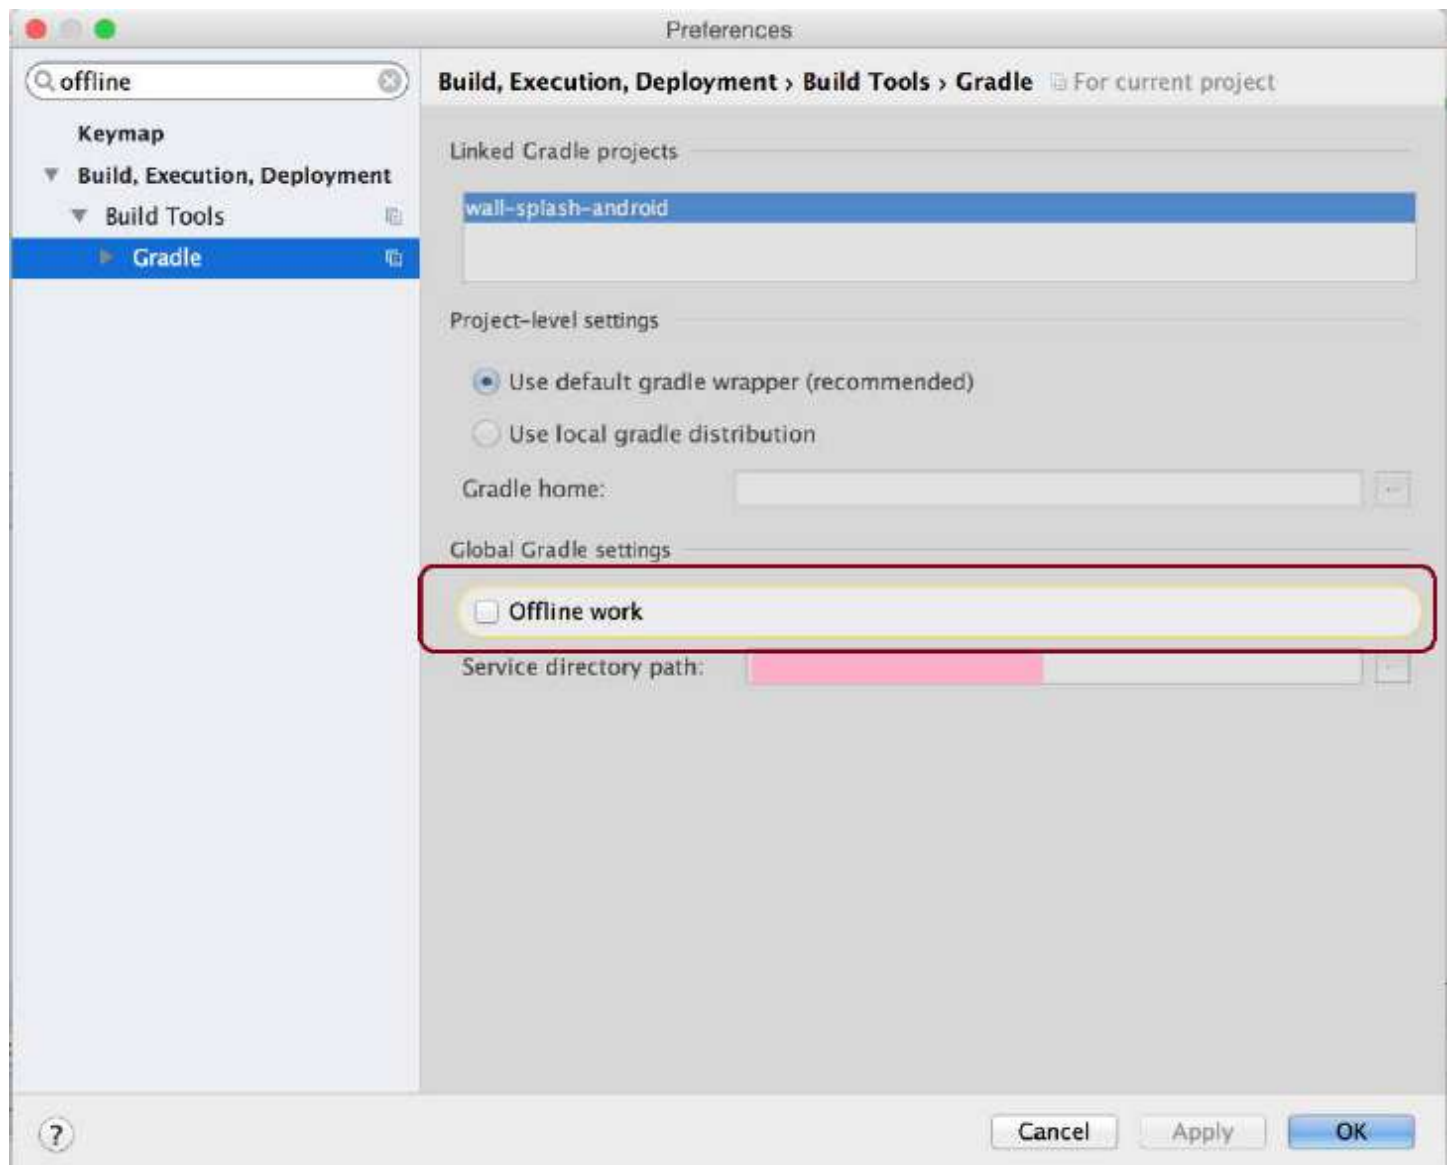 Preferences
offline
Build, Execution, Deployment › Build Tools › Gradle For current project
Keymap
Build, Execution, Deployment
Build Tools
Gradle
Linked Gradle projects
wall-splash-android
Project-level settings
Use default gradle wrapper (recommended)
Use local gradle distribution
Gradle home:
Global Gradle settings
Offline work
Service directory path:
?
Cancel
Apply
OK